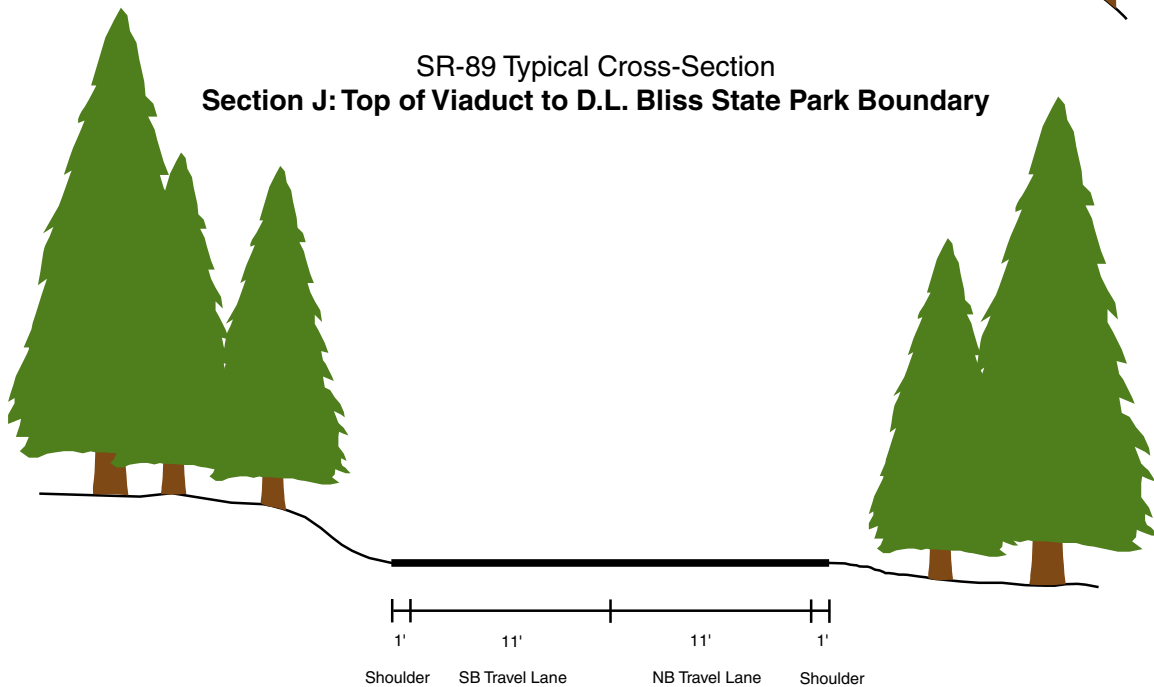 SR-89 Typical Cross-Section
Section J: Top of Viaduct to D.L. Bliss State Park Boundary
1' 11' 11' 1'
Shoulder SB Travel Lane NB Travel Lane Shoulder